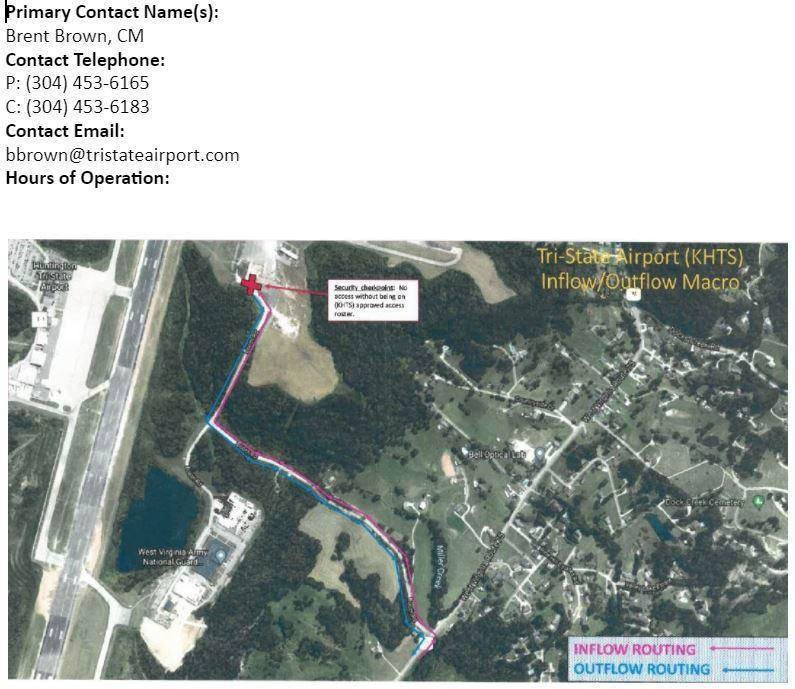 Primary Contact Name(s):
Brent Brown, CM
Contact Telephone:
P: (304) 453-6165
C: (304) 453-6183
Contact Email:
bbrown@tristateairport.com
Hours of Operation:
Tri-State Airport (KHTS)
Inflow/Outflow Macro
Huntington
Tri-State
Airport
Security checkpoint: No
access without being on
(KHTS) approved access
roster.
Bell Optical Lab
Dock Creek Cemetery
West Virginia Army
National Guard...
INFLOW ROUTING
OUTFLOW ROUTING